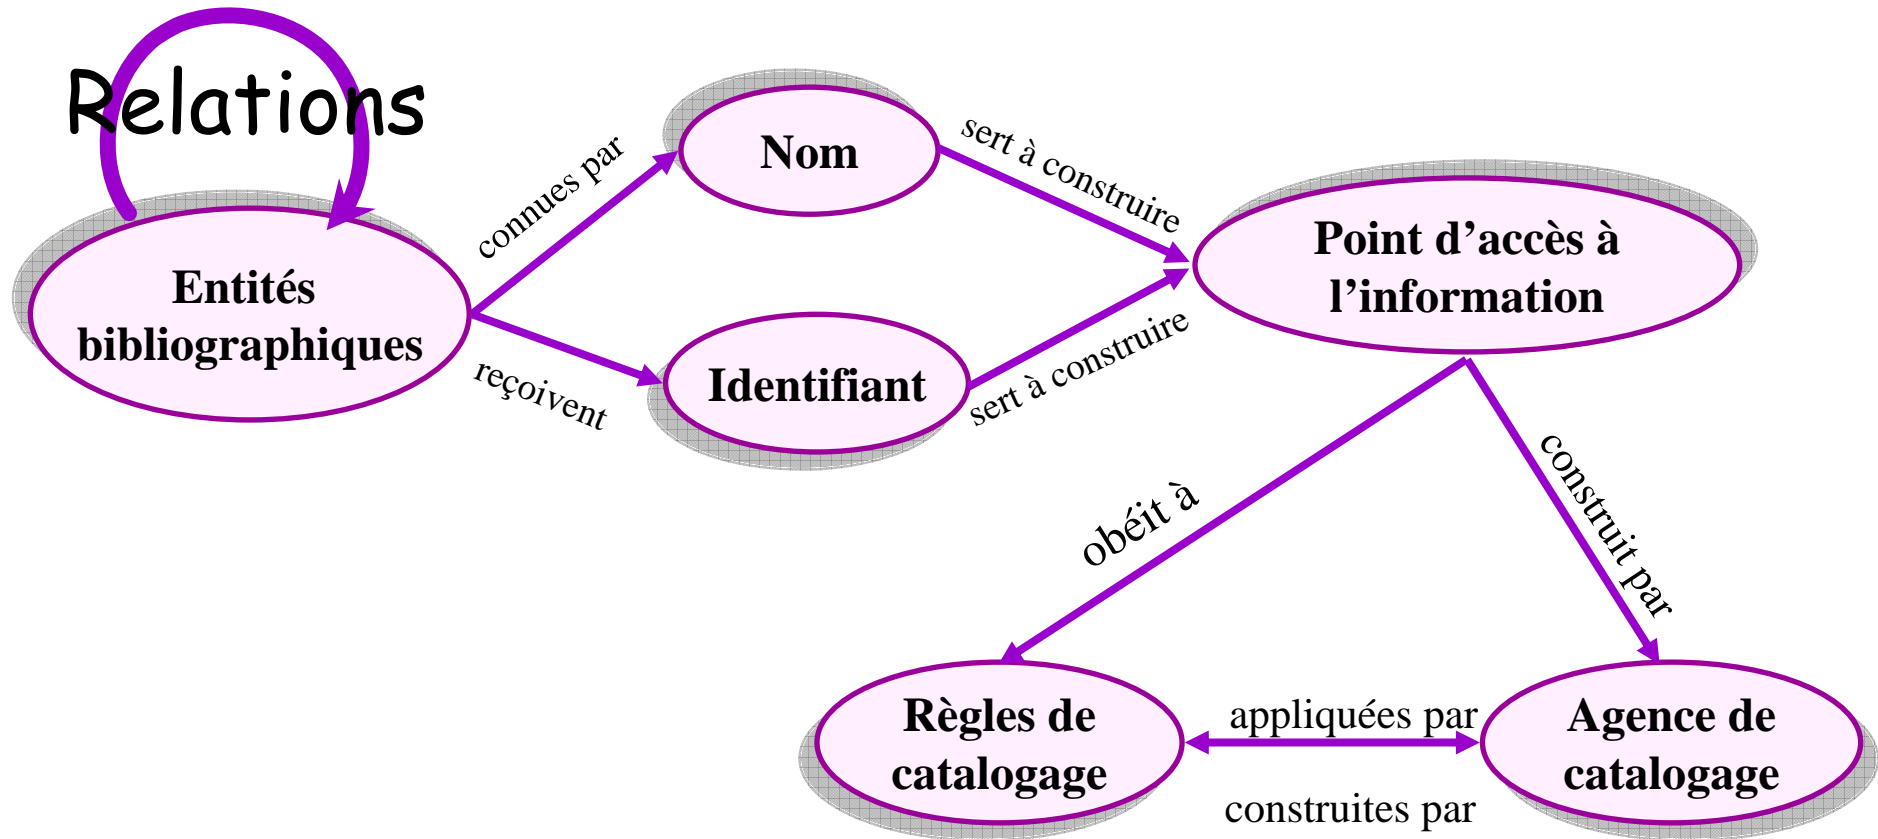 Relations
Entités
bibliographiques
connues par
reçoivent
Nom
Identifiant
sert à construire
sert à construire
Point d’accès à
l’information
obéit à
construit par
Règles de
catalogage
appliquées par
construites par
Agence de
catalogage